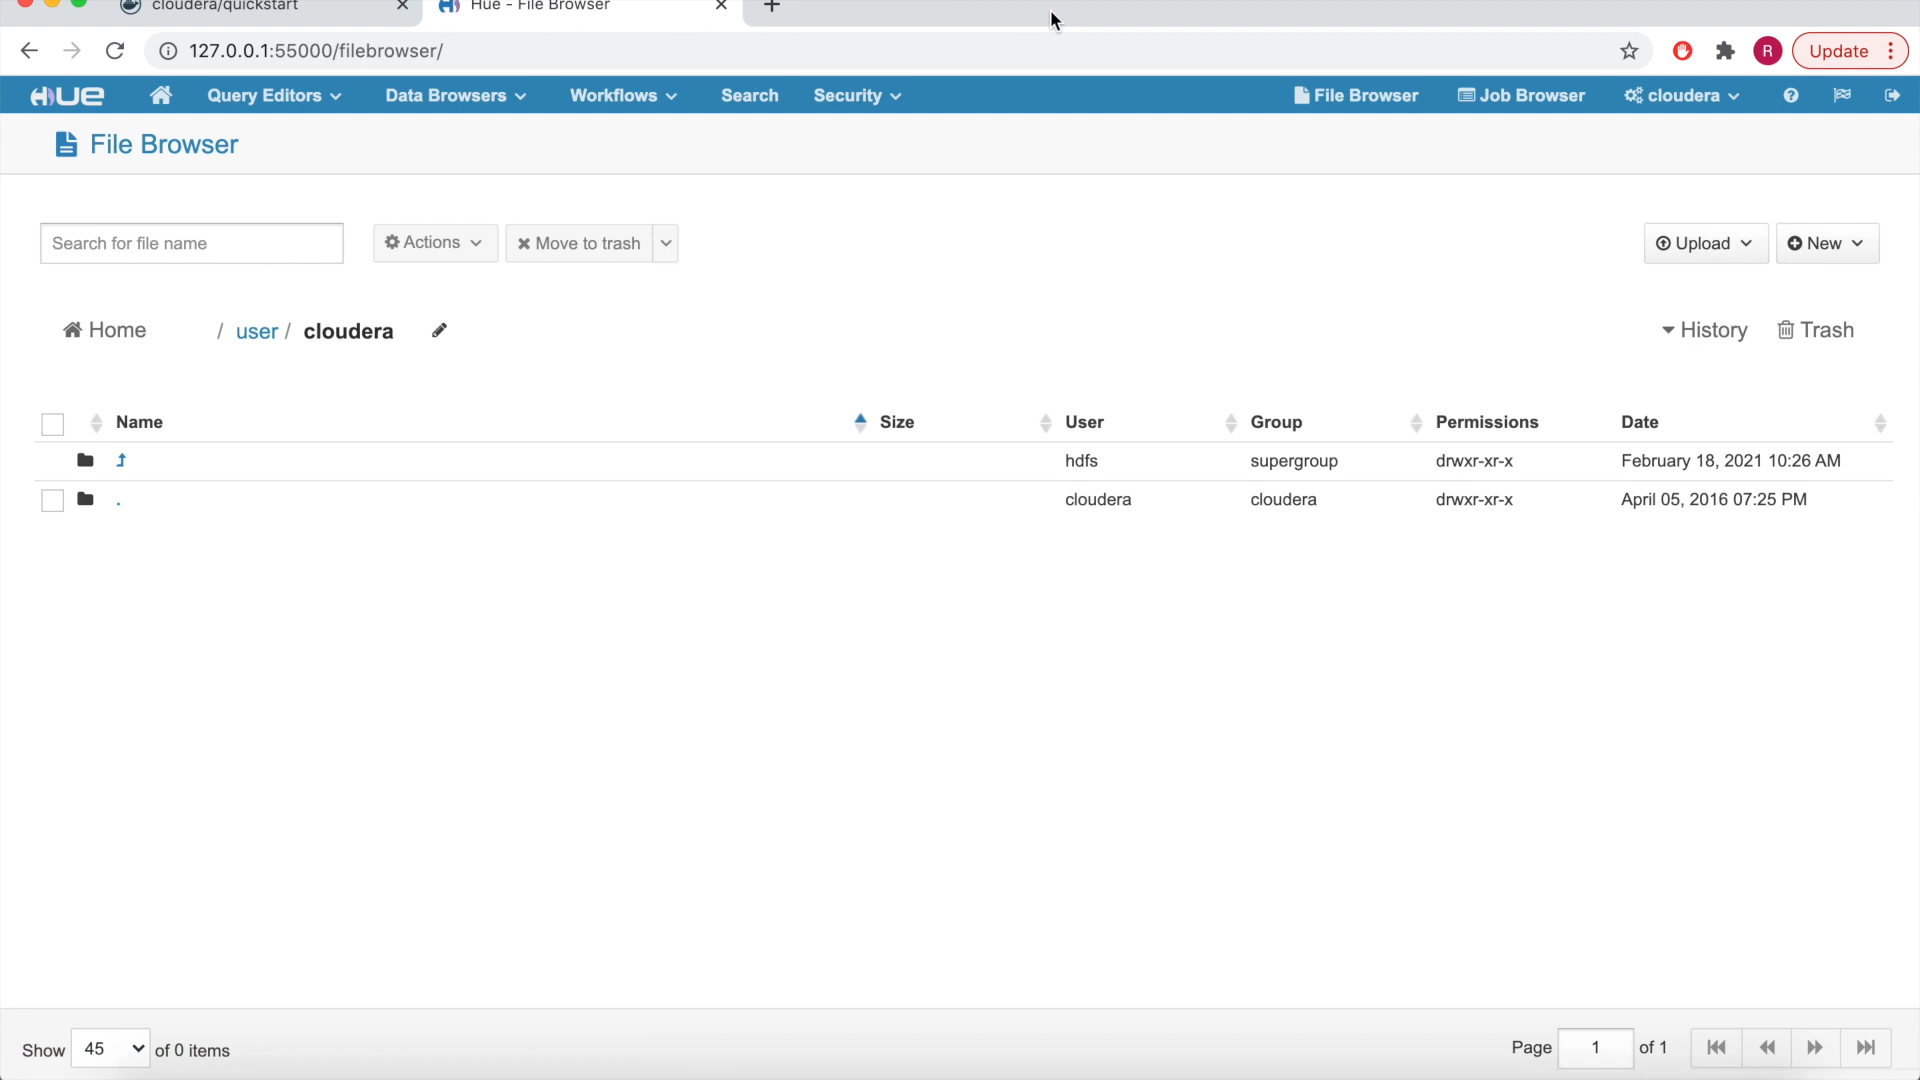 cloudera/quickstart
Hue - File Browser
127.0.0.1:55000/filebrowser/
R
Update
HUE
Query Editors
Data Browsers
Workflows
Search
Security
File Browser
Job Browser
cloudera
File Browser
Search for file name
Actions
Move to trash
Upload
New
Home / user / cloudera
History
Trash
Name Size User Group Permissions Date
hdfs supergroup drwxr-xr-x February 18, 2021 10:26 AM
. cloudera cloudera drwxr-xr-x April 05, 2016 07:25 PM
Show 45 of 0 items
Page 1 of 1